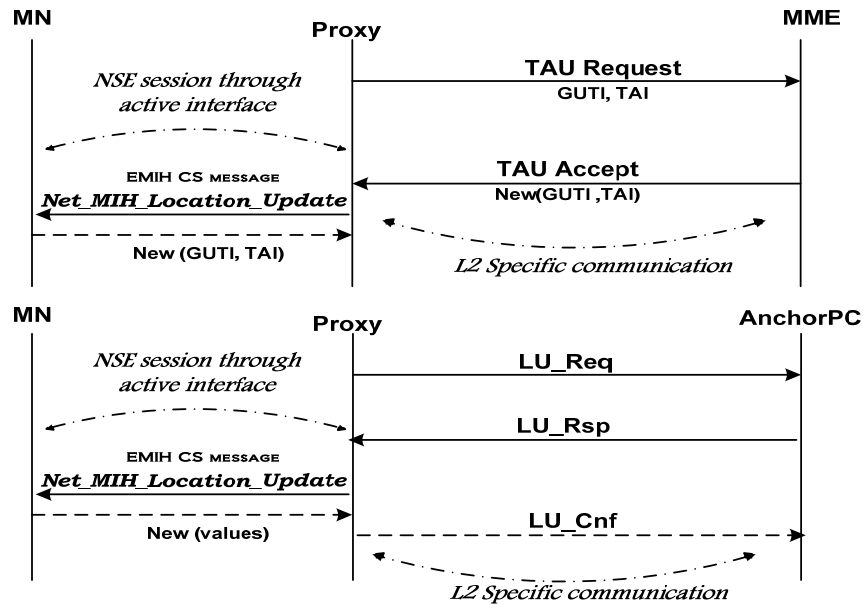 MN
Proxy
MME
NSE session through
active interface
TAU Request
GUTI, TAI
EMIH CS MESSAGE
Net_MIH_Location_Update
New (GUTI, TAI)
TAU Accept
New(GUTI ,TAI)
L2 Specific communication
MN
Proxy
AnchorPC
NSE session through
active interface
LU_Req
LU_Rsp
EMIH CS MESSAGE
Net_MIH_Location_Update
New (values)
LU_Cnf
L2 Specific communication